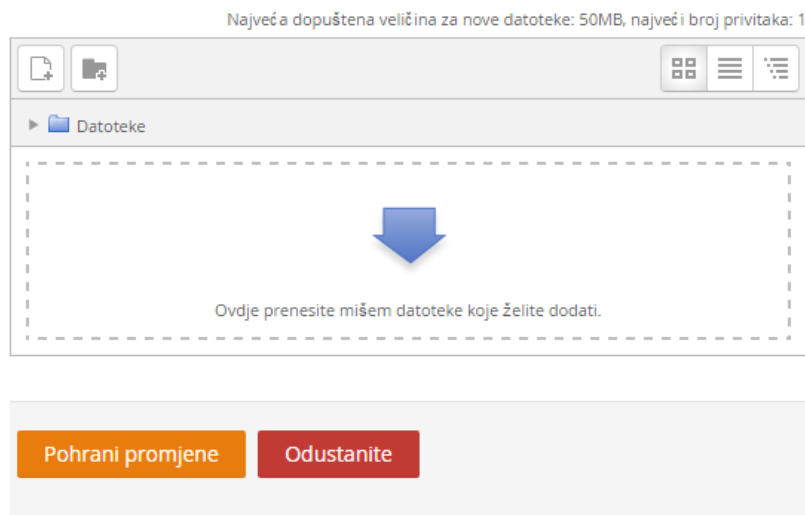 Najveća dopuštena veličina za nove datoteke: 50MB, najveći broj privitaka: 1
Datoteke
Ovdje prenesite mišem datoteke koje želite dodati.
Pohrani promjene
Odustanite